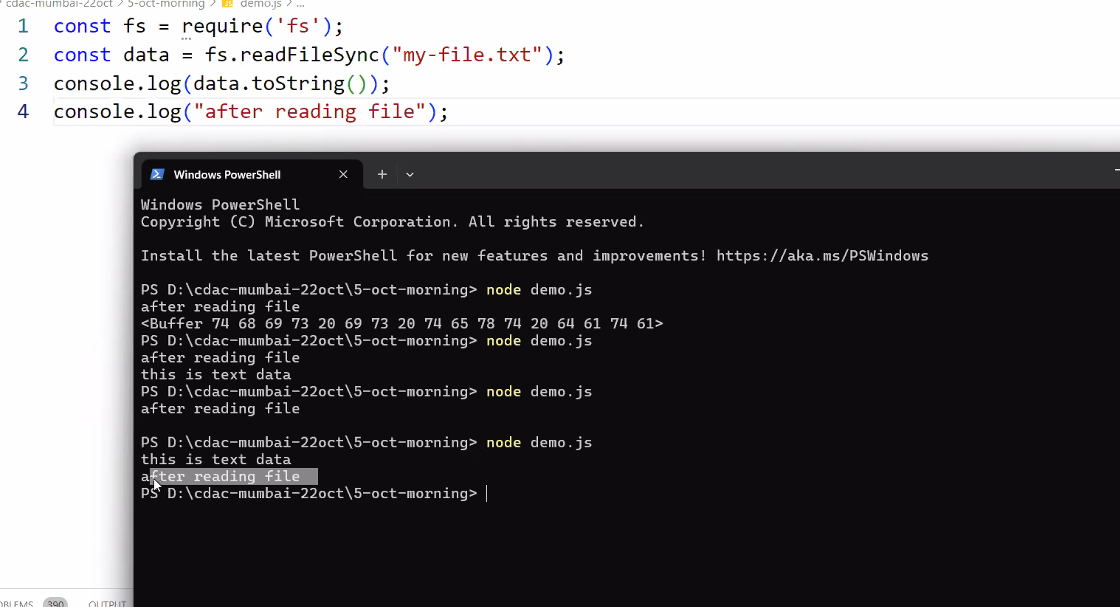 cdac-mumbai-22oct > 5-oct-morning > demo.js > ...
1 const fs = require('fs');
2 const data = fs.readFileSync("my-file.txt");
3 console.log(data.toString());
4 console.log("after reading file");
Windows PowerShell
Windows PowerShell
Copyright (C) Microsoft Corporation. All rights reserved.
Install the latest PowerShell for new features and improvements! https://aka.ms/PSWindows
PS D:\cdac-mumbai-22oct\5-oct-morning> node demo.js
after reading file
<Buffer 74 68 69 73 20 69 73 20 74 65 78 74 20 64 61 74 61>
PS D:\cdac-mumbai-22oct\5-oct-morning> node demo.js
after reading file
this is text data
PS D:\cdac-mumbai-22oct\5-oct-morning> node demo.js
after reading file
PS D:\cdac-mumbai-22oct\5-oct-morning> node demo.js
this is text data
after reading file
PS D:\cdac-mumbai-22oct\5-oct-morning>
OBLEMS 390 OUTPUT